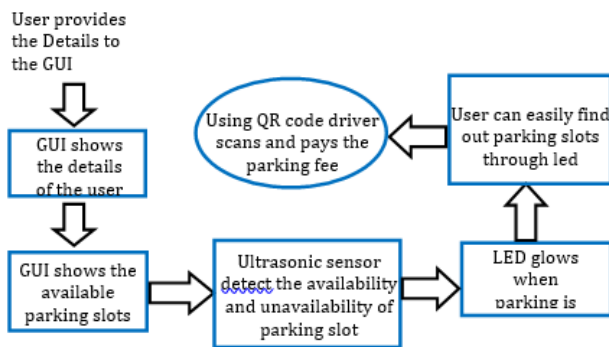 User provides
the Details to
the GUI
GUI shows
the details
of the user
GUI shows the
available
parking slots
Ultrasonic sensor
detect the availability
and unavailability of
parking slot
LED glows
when
parking is
User can easily find
out parking slots
through led
Using QR code driver
scans and pays the
parking fee